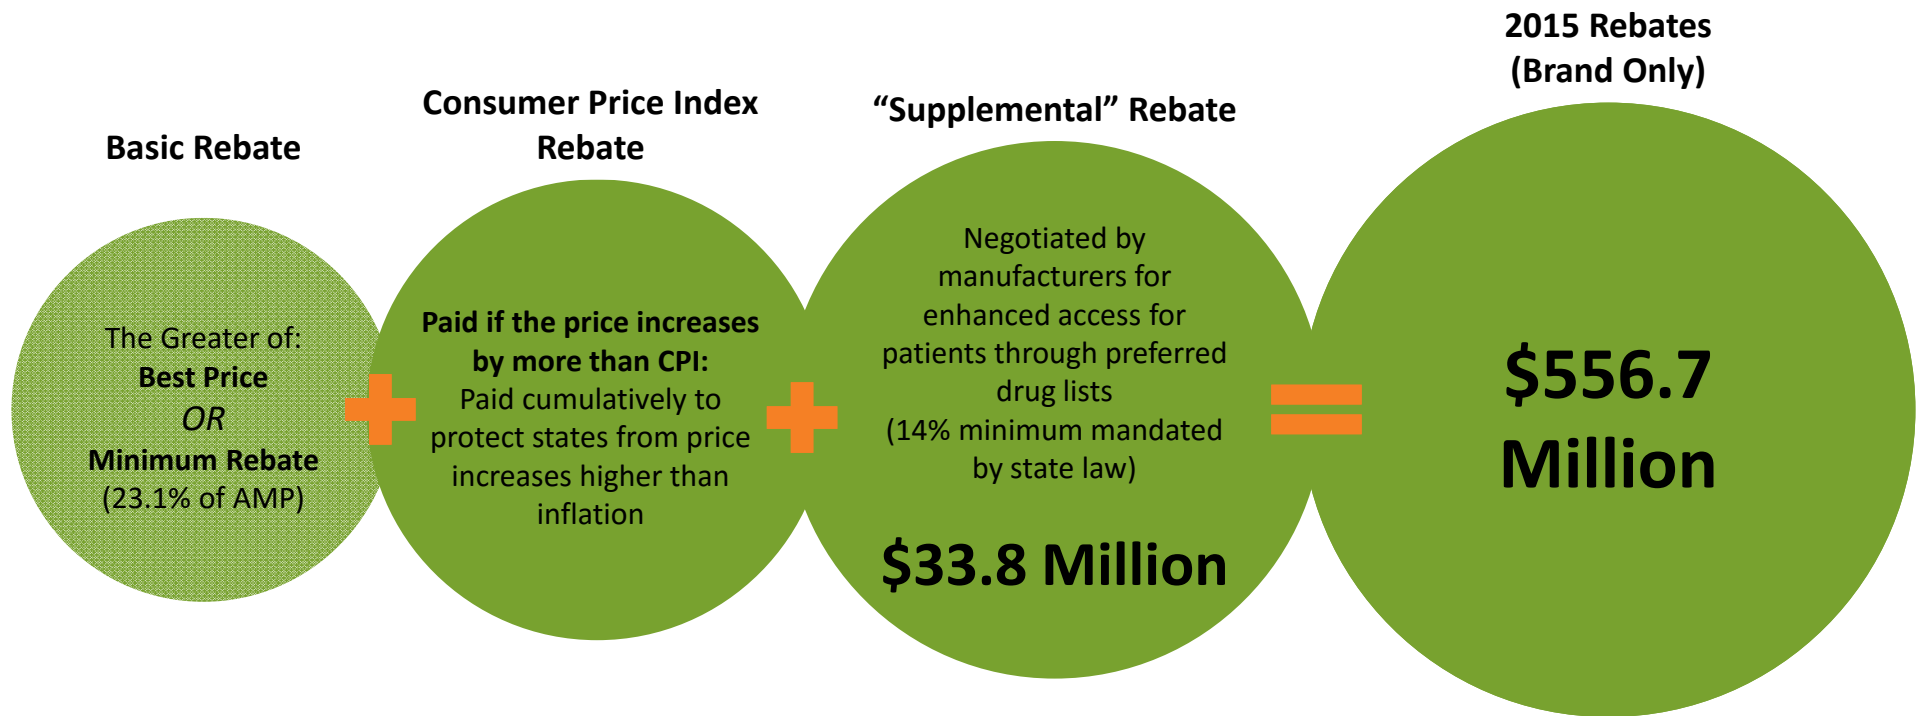 Basic Rebate
The Greater of:
Best Price
OR
Minimum Rebate
(23.1% of AMP)
Consumer Price Index
Rebate
Paid if the price increases
by more than CPI:
Paid cumulatively to
protect states from price
increases higher than
inflation
“Supplemental” Rebate
Negotiated by
manufacturers for
enhanced access for
patients through preferred
drug lists
(14% minimum mandated
by state law)
$33.8 Million
2015 Rebates
(Brand Only)
$556.7
Million